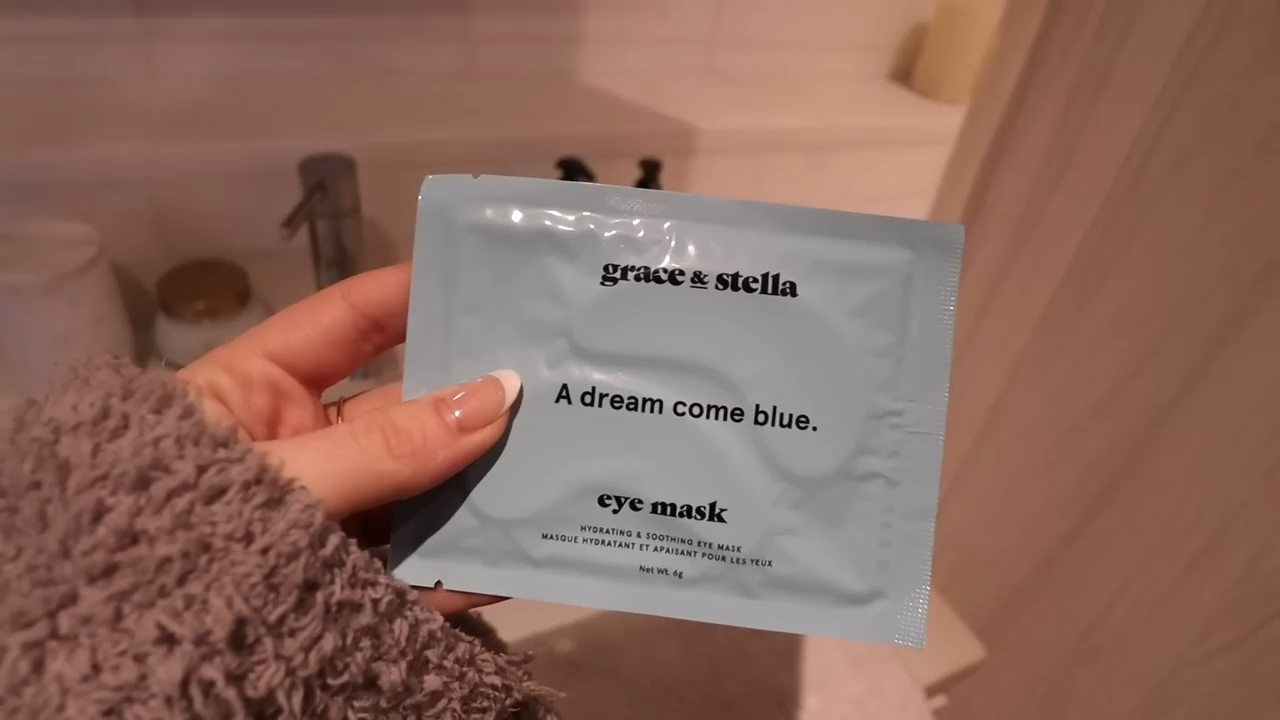 grace & stella
A dream come blue.
eye mask
HYDRATING & SOOTHING EYE MASK
MASQUE HYDRATANT ET APAISANT POUR LES YEUX
Net Wt. 6g